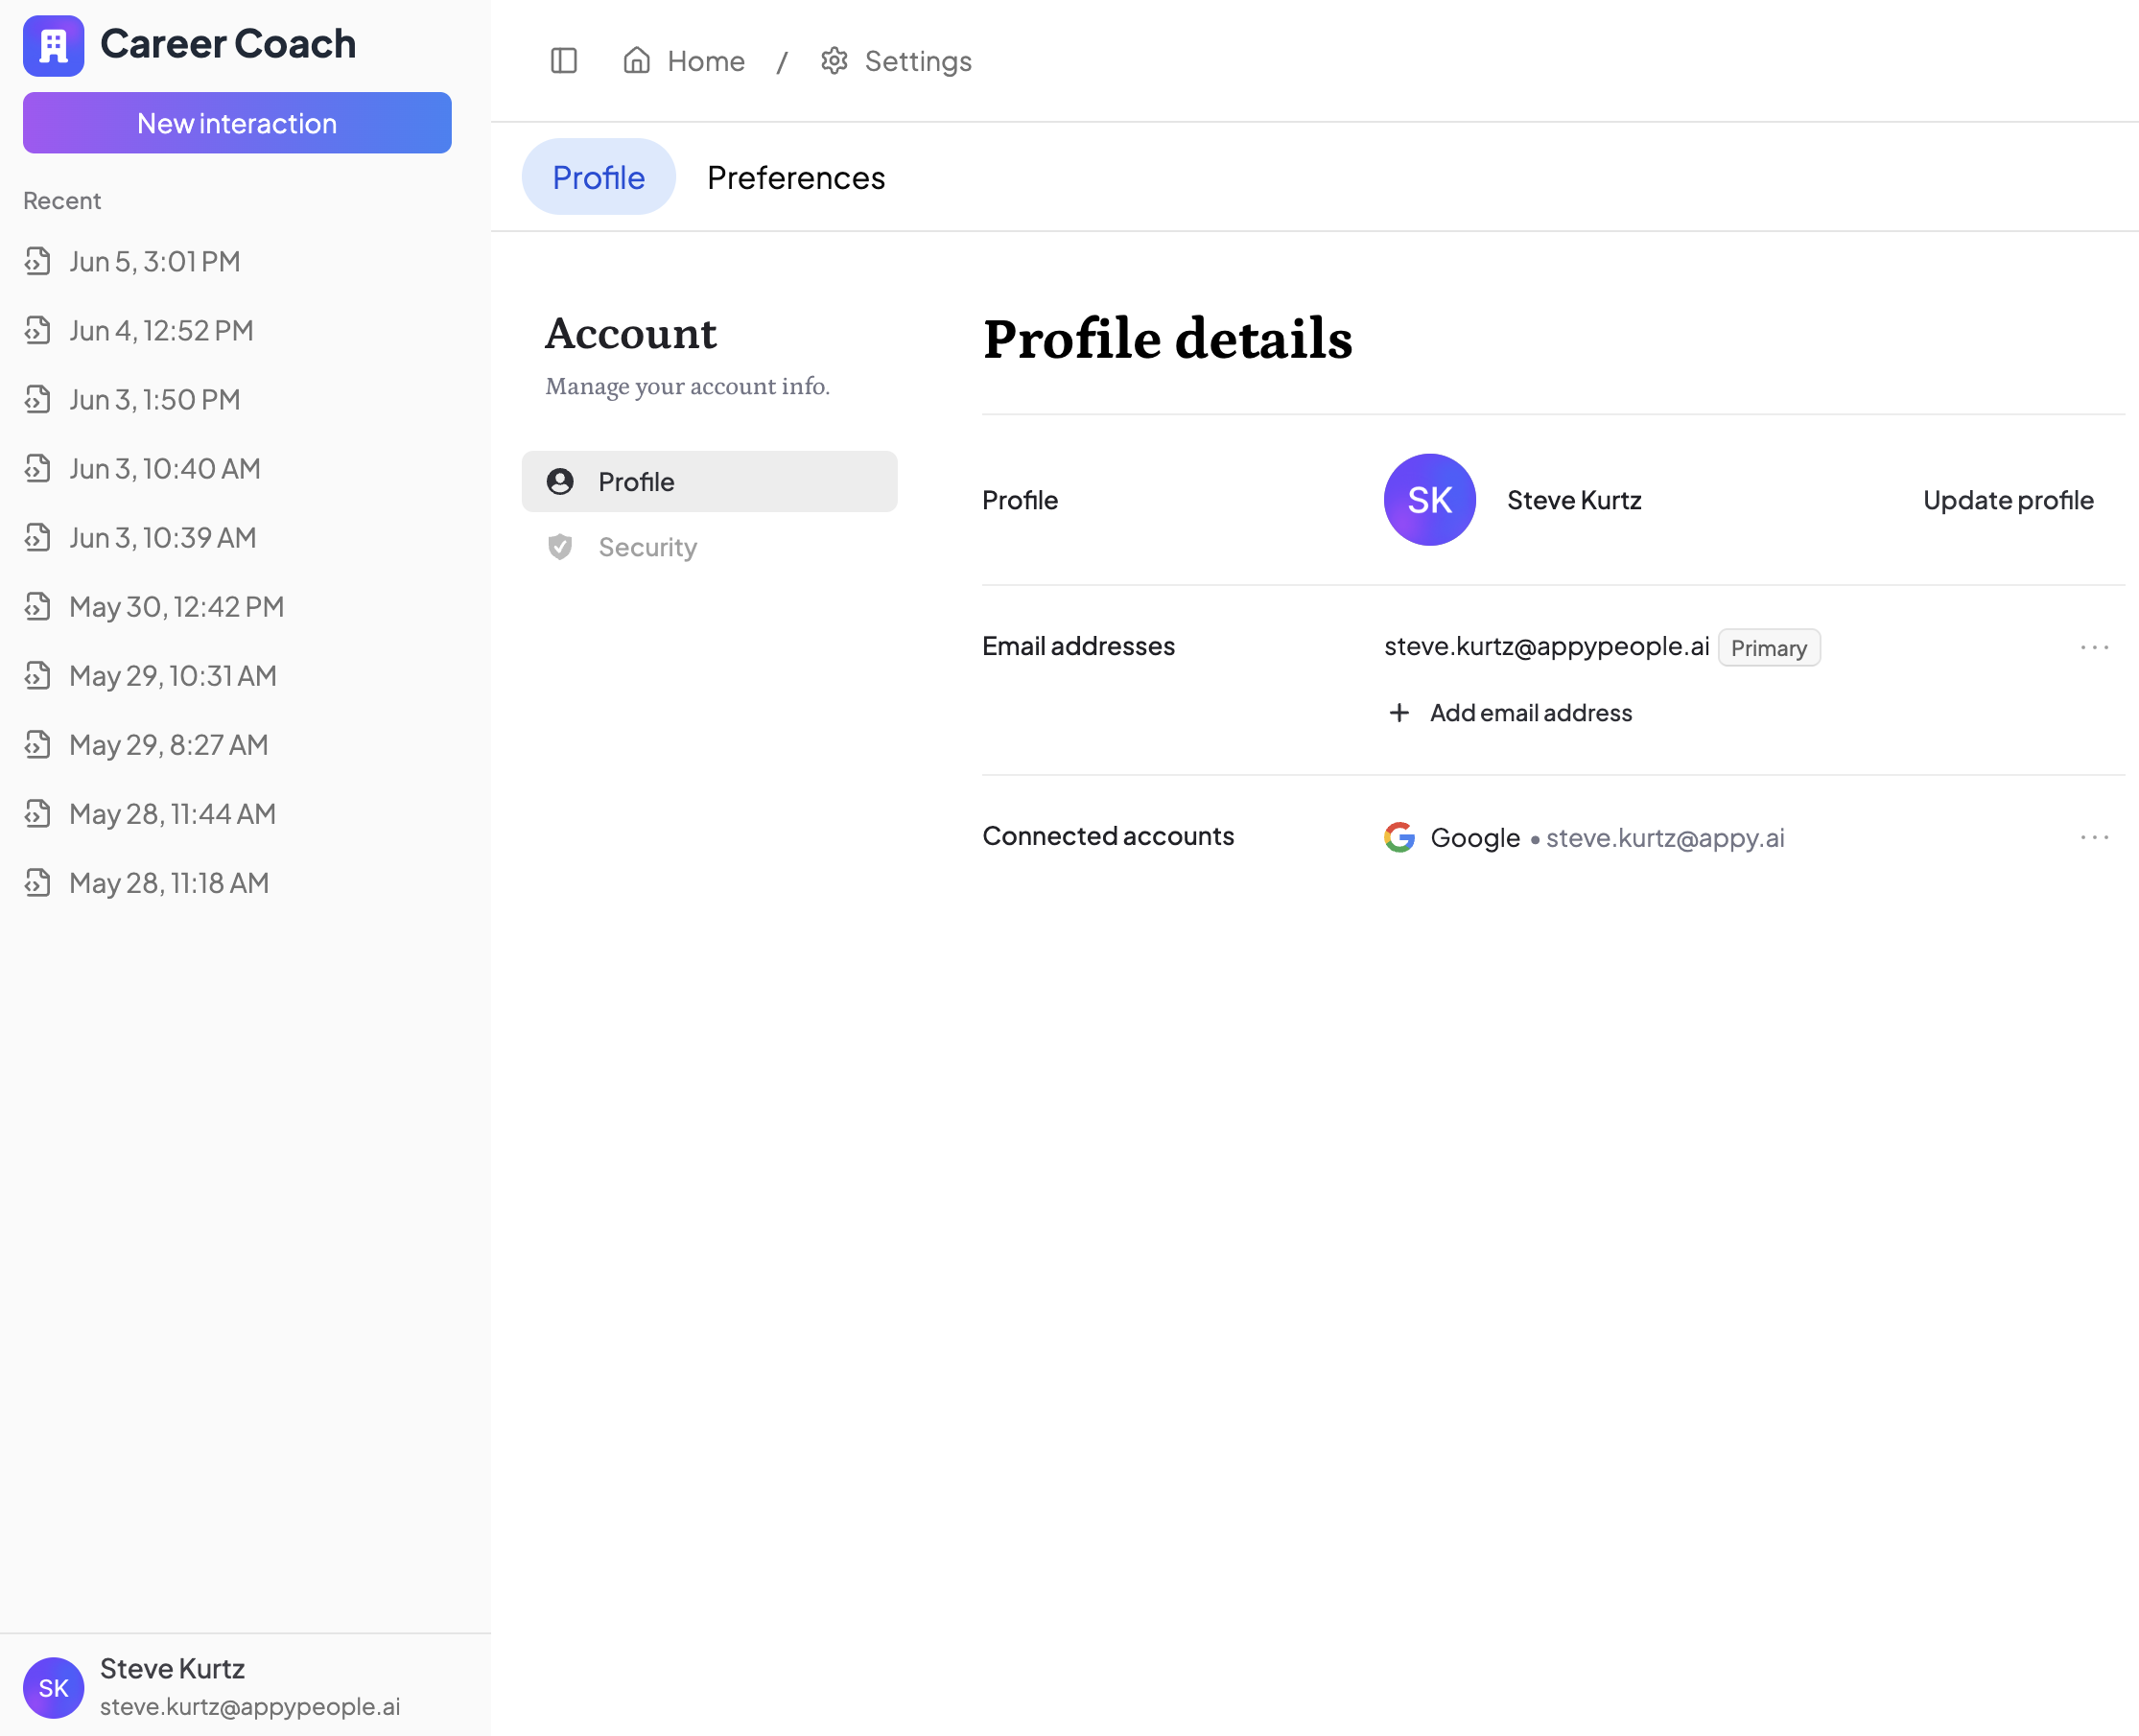 Career Coach
New interaction
Recent
Jun 5, 3:01 PM
Jun 4, 12:52 PM
Jun 3, 1:50 PM
Jun 3, 10:40 AM
Jun 3, 10:39 AM
May 30, 12:42 PM
May 29, 10:31 AM
May 29, 8:27 AM
May 28, 11:44 AM
May 28, 11:18 AM
SK
Steve Kurtz
steve.kurtz@appypeople.ai
Home / Settings
Profile Preferences
Account
Manage your account info.
Profile
Security
Profile details
Profile SK Steve Kurtz Update profile
Email addresses steve.kurtz@appypeople.ai Primary ...
+ Add email address
Connected accounts Google • steve.kurtz@appy.ai ...